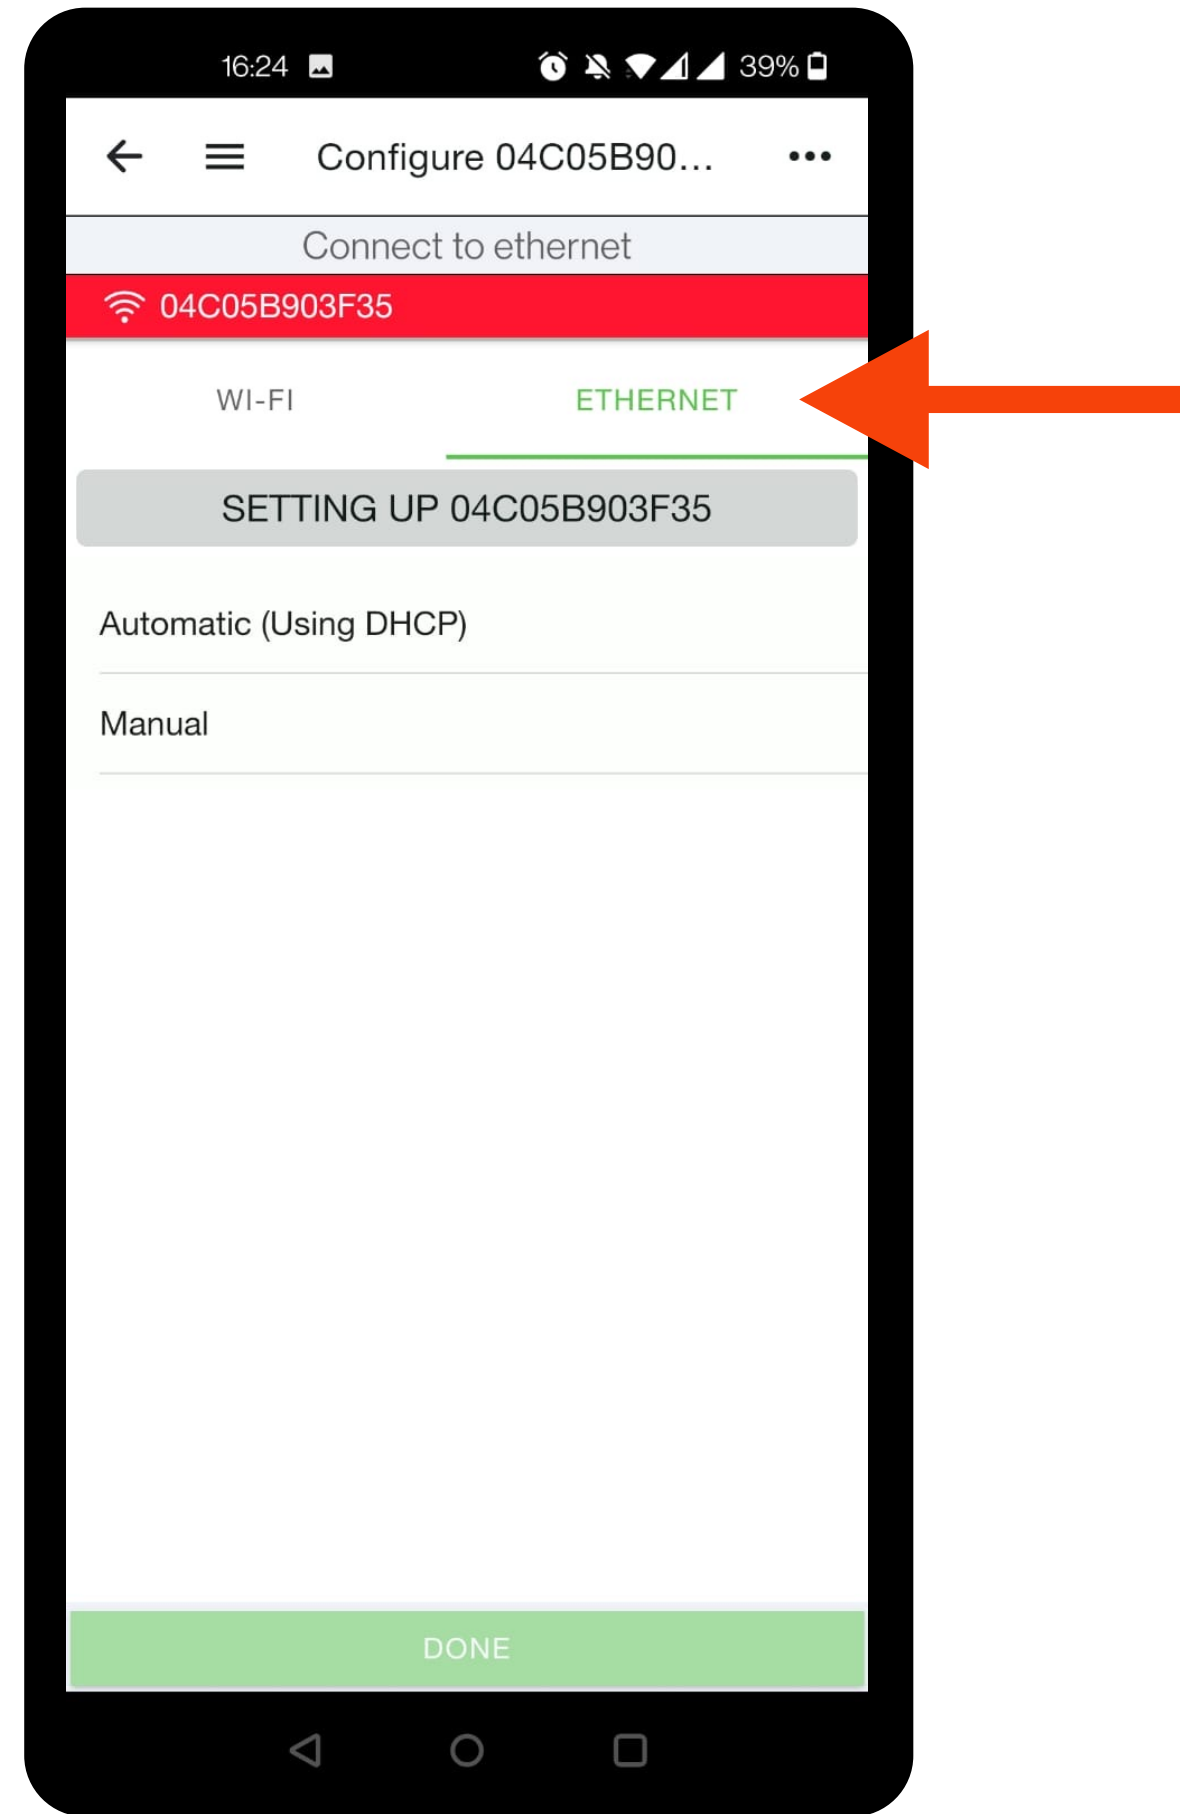 16:24 39%
Configure 04C05B90...
Connect to ethernet
04C05B903F35
WI-FI ETHERNET
SETTING UP 04C05B903F35
Automatic (Using DHCP)
Manual
DONE